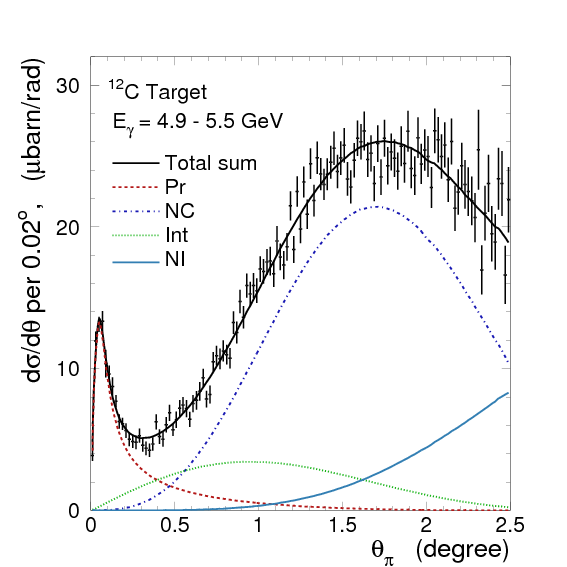 dσ/dθ per 0.02°, (μbarn/rad)
30
20
10
0
¹²C Target
E_γ = 4.9 - 5.5 GeV
Total sum
Pr
NC
Int
NI
0 0.5 1 1.5 2 2.5
θ_π (degree)